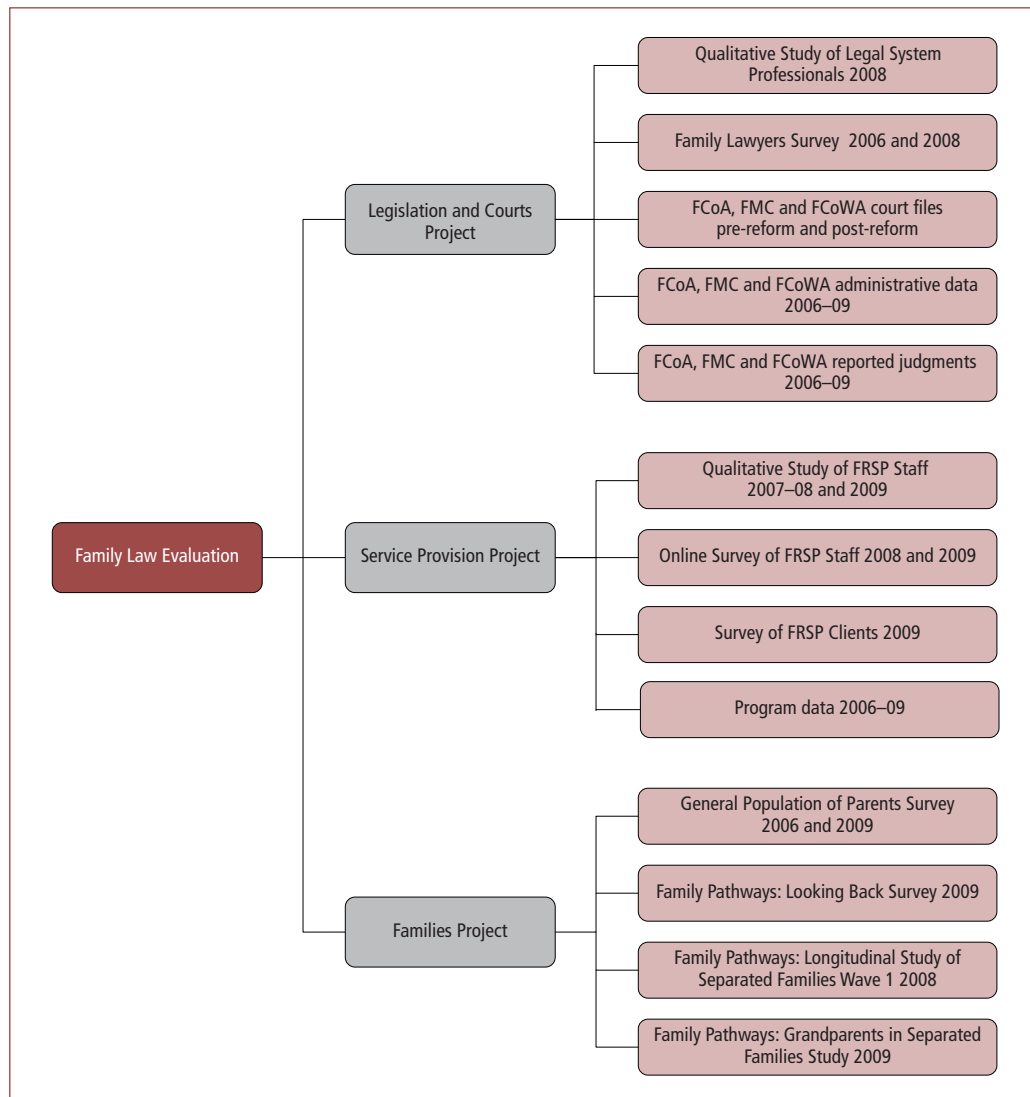 Qualitative Study of Legal System
Professionals 2008
Family Lawyers Survey 2006 and 2008
Legislation and Courts
Project
FCoA, FMC and FCoWA court files
pre-reform and post-reform
FCoA, FMC and FCoWA administrative data
2006–09
FCoA, FMC and FCoWA reported judgments
2006–09
Qualitative Study of FRSP Staff
2007–08 and 2009
Family Law Evaluation
Service Provision Project
Online Survey of FRSP Staff 2008 and 2009
Survey of FRSP Clients 2009
Program data 2006–09
General Population of Parents Survey
2006 and 2009
Family Pathways: Looking Back Survey 2009
Families Project
Family Pathways: Longitudinal Study of
Separated Families Wave 1 2008
Family Pathways: Grandparents in Separated
Families Study 2009